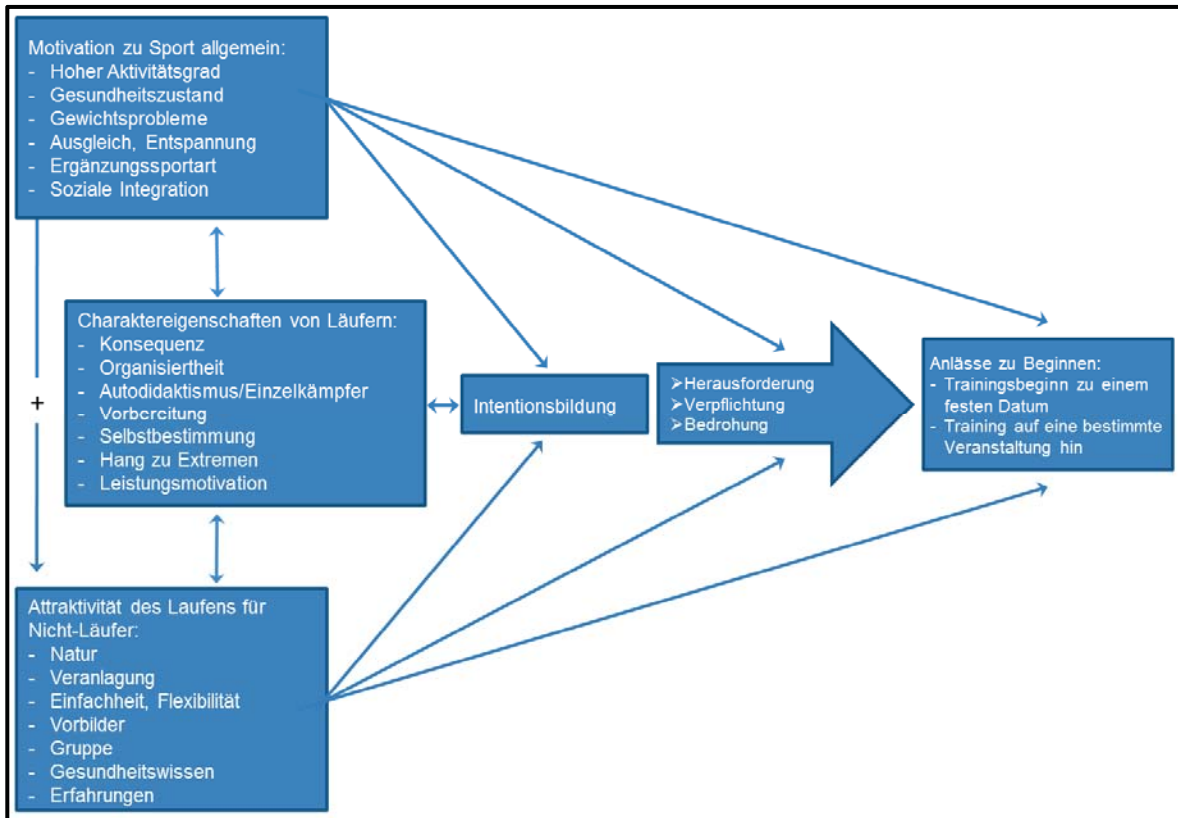 Motivation zu Sport allgemein:
- Hoher Aktivitätsgrad
- Gesundheitszustand
- Gewichtsprobleme
- Ausgleich, Entspannung
- Ergänzungssportart
- Soziale Integration
Charaktereigenschaften von Läufern:
- Konsequenz
- Organisiertheit
- Autodidaktismus/Einzelkämpfer
- Vorbereitung
- Selbstbestimmung
- Hang zu Extremen
- Leistungsmotivation
+
Intentionsbildung
➢Herausforderung
➢Verpflichtung
➢Bedrohung
Anlässe zu Beginnen:
- Trainingsbeginn zu einem
festen Datum
- Training auf eine bestimmte
Veranstaltung hin
Attraktivität des Laufens für
Nicht-Läufer:
- Natur
- Veranlagung
- Einfachheit, Flexibilität
- Vorbilder
- Gruppe
- Gesundheitswissen
- Erfahrungen